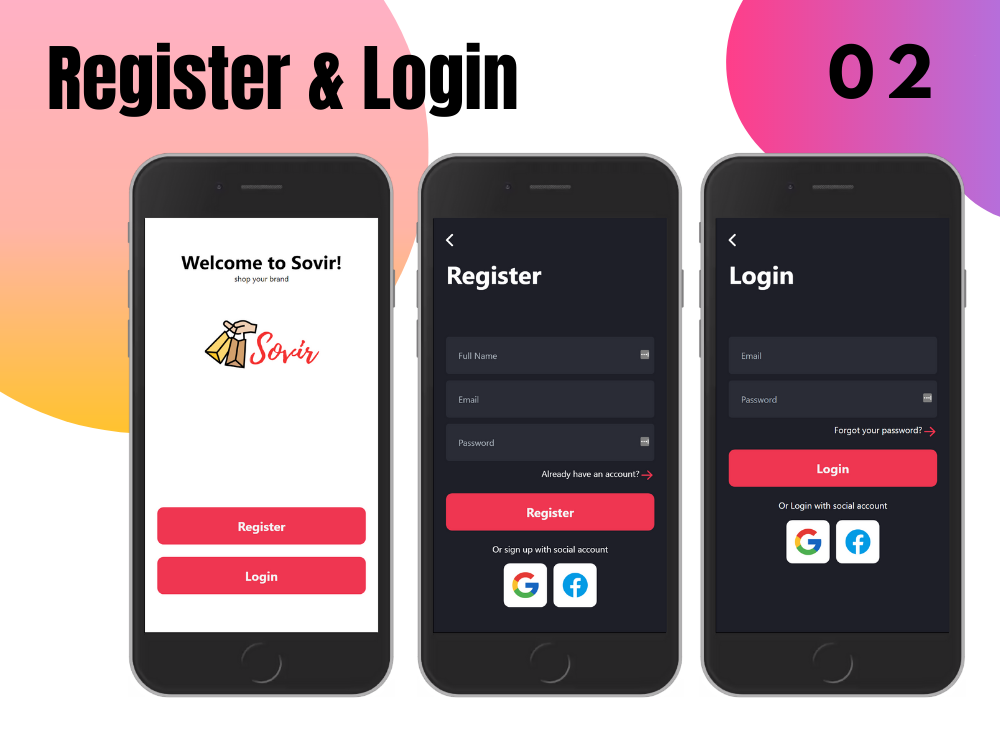 Register & Login
02
Welcome to Sovir!
shop your brand
Sovir
Register
Login
Register
Full Name
Email
Password
Already have an account?
Register
Or sign up with social account
G
Login
Email
Password
Forgot your password?
Login
Or Login with social account
G